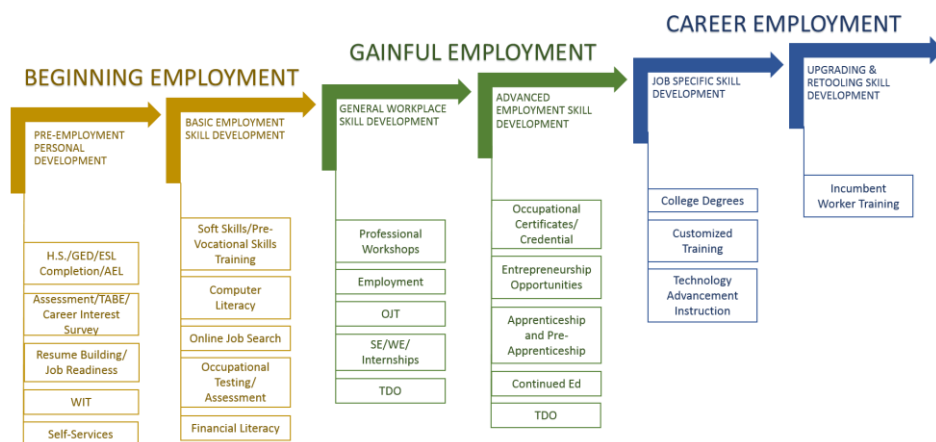 BEGINNING EMPLOYMENT
PRE-EMPLOYMENT
PERSONAL
DEVELOPMENT
H.S./GED/ESL
Completion/AEL
Assessment/TABE/
Career Interest
Survey
Resume Building/
Job Readiness
WIT
Self-Services
BASIC EMPLOYMENT
SKILL DEVELOPMENT
Soft Skills/Pre-
Vocational Skills
Training
Computer
Literacy
Online Job Search
Occupational
Testing/
Assessment
Financial Literacy
GAINFUL EMPLOYMENT
GENERAL WORKPLACE
SKILL DEVELOPMENT
Professional
Workshops
Employment
OJT
SE/WE/
Internships
TDO
ADVANCED
EMPLOYMENT SKILL
DEVELOPMENT
Occupational
Certificates/
Credential
Entrepreneurship
Opportunities
Apprenticeship
and Pre-
Apprenticeship
Continued Ed
TDO
CAREER EMPLOYMENT
JOB SPECIFIC SKILL
DEVELOPMENT
College Degrees
Customized
Training
Technology
Advancement
Instruction
UPGRADING &
RETOOLING SKILL
DEVELOPMENT
Incumbent
Worker Training